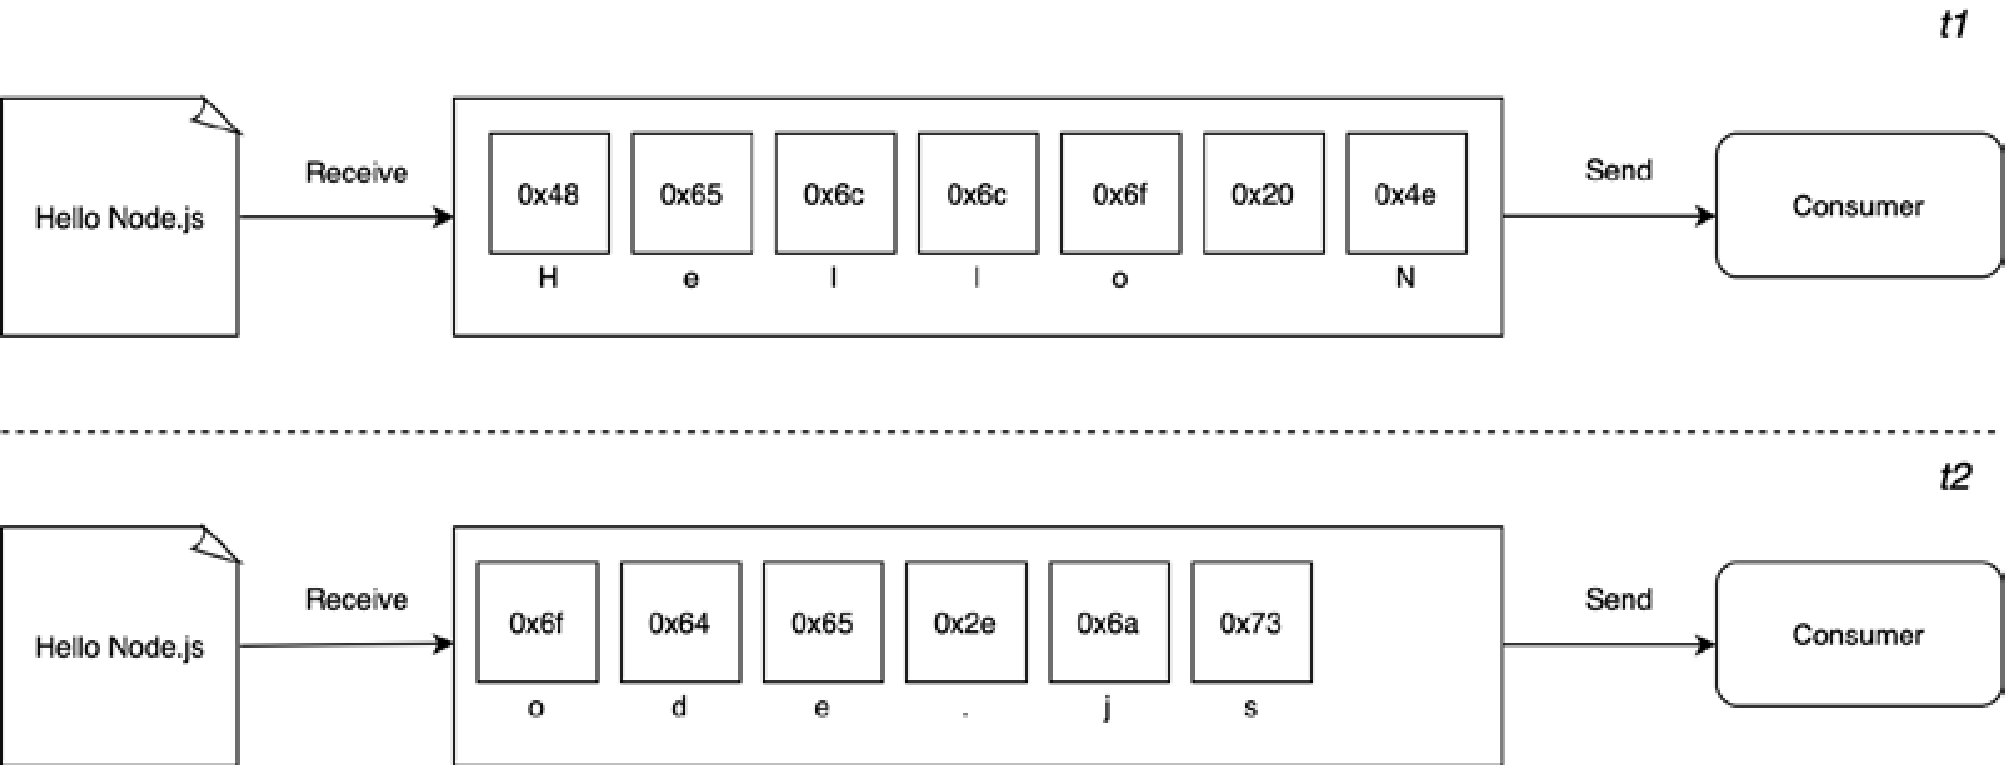 t1
Hello Node.js
Receive
0x48 0x65 0x6c 0x6c 0x6f 0x20 0x4e
H e l l o N
Send
Consumer
t2
Hello Node.js
Receive
0x6f 0x64 0x65 0x2e 0x6a 0x73
o d e . j s
Send
Consumer